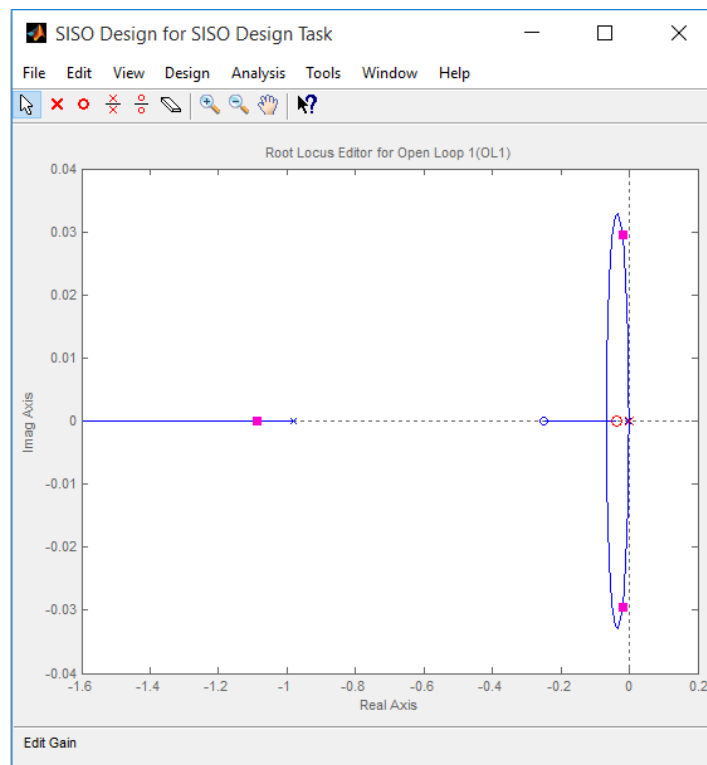 SISO Design for SISO Design Task
File Edit View Design Analysis Tools Window Help
Root Locus Editor for Open Loop 1(OL1)
0.04
0.03
0.02
0.01
0
-0.01
-0.02
-0.03
-0.04
Imag Axis
-1.6 -1.4 -1.2 -1 -0.8 -0.6 -0.4 -0.2 0 0.2
Real Axis
Edit Gain